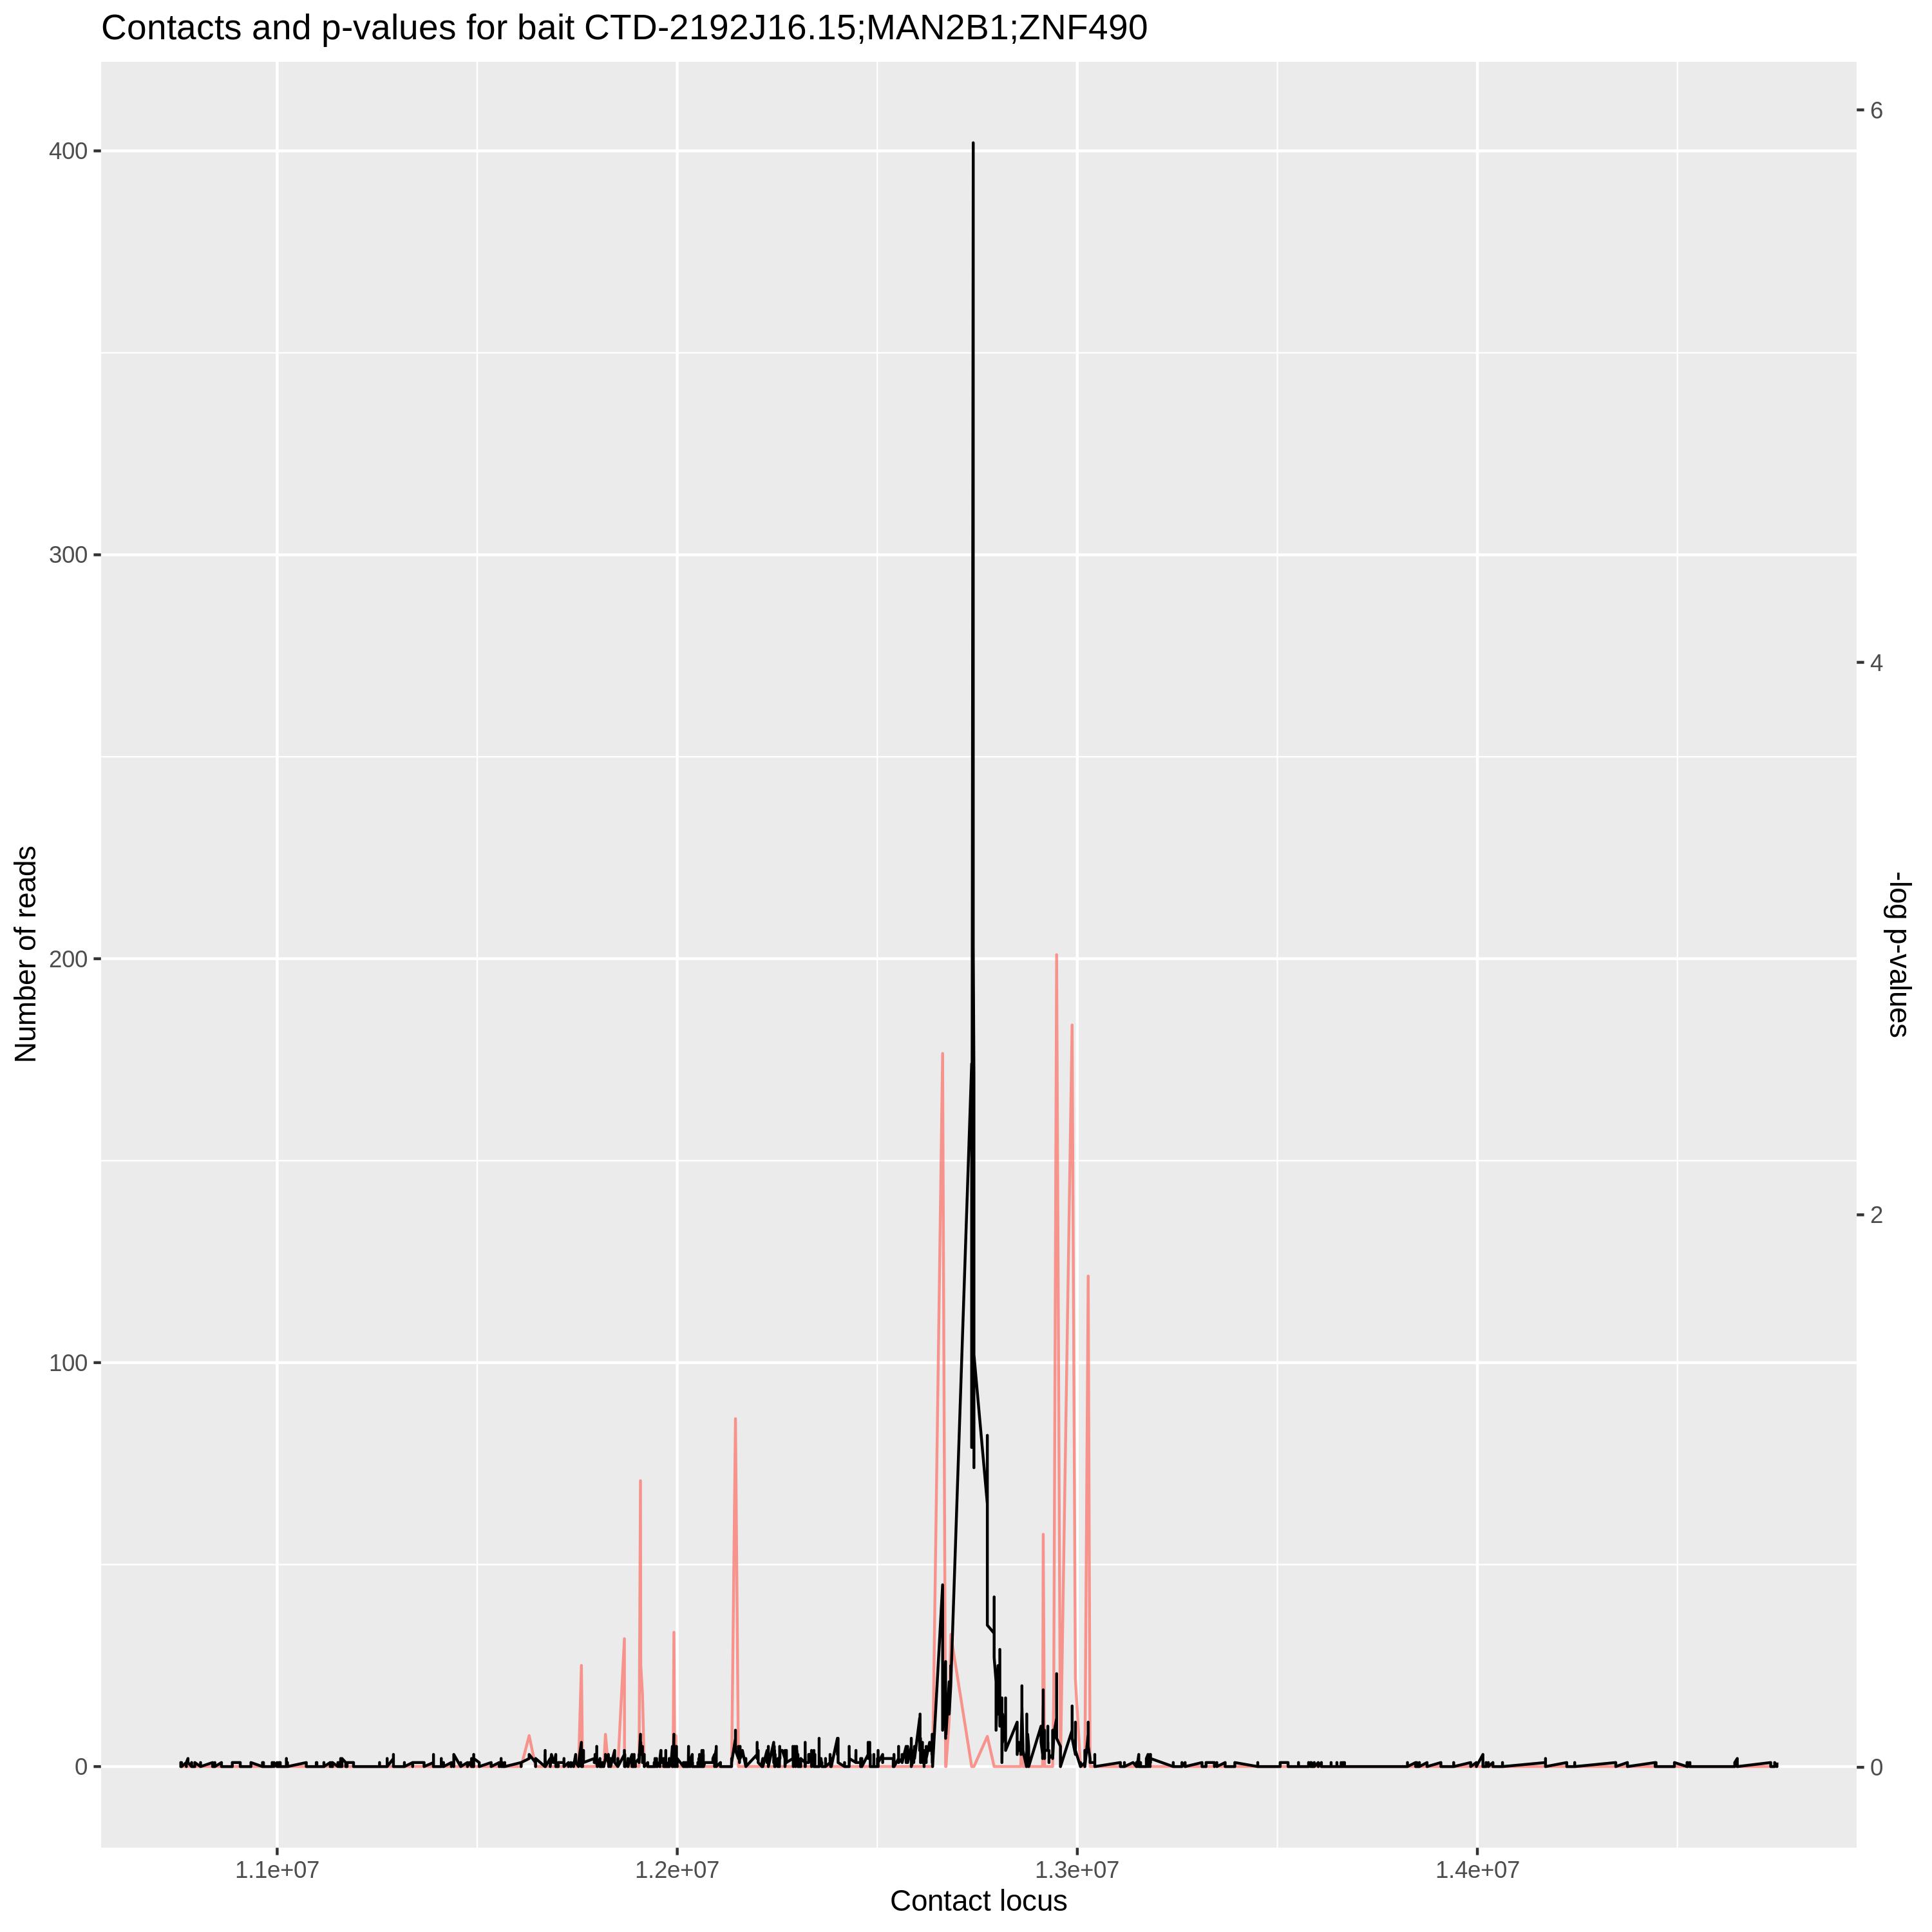 Contacts and p-values for bait CTD-2192J16.15;MAN2B1;ZNF490
6
400
300
4
Number of reads
-log p-values
200
2
100
0
0
1.1e+07
1.2e+07
1.3e+07
1.4e+07
Contact locus